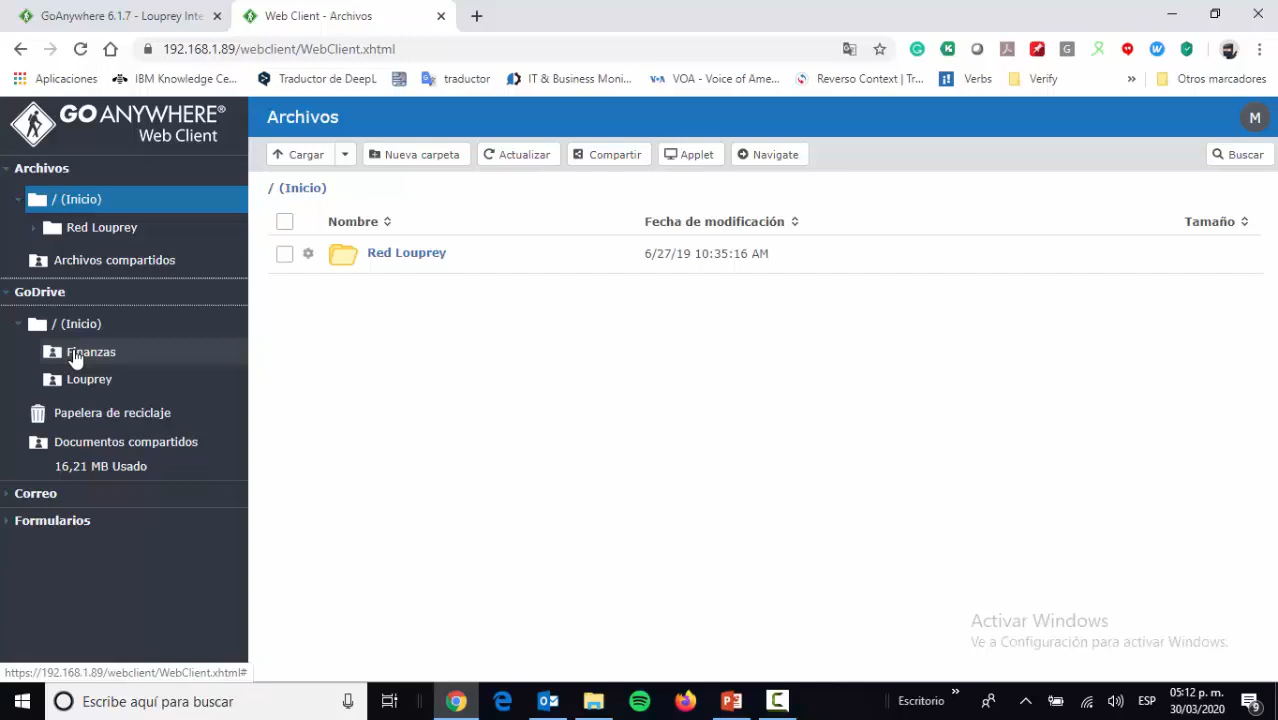 GoAnywhere 6.1.7 - Louprey Inte
Web Client - Archivos
192.168.1.89/webclient/WebClient.xhtml
Aplicaciones
IBM Knowledge Ce...
Traductor de DeepL
traductor
IT & Business Moni...
VOA - Voice of Ame...
Reverso Context | Tr...
Verbs
Verify
»
Otros marcadores
GO ANYWHERE®
Web Client
Archivos
M
Archivos
/ (Inicio)
Red Louprey
Archivos compartidos
GoDrive
/ (Inicio)
Finanzas
Louprey
Papelera de reciclaje
Documentos compartidos
16,21 MB Usado
Correo
Formularios
Cargar
Nueva carpeta
Actualizar
Compartir
Applet
Navigate
Buscar
/ (Inicio)
Nombre
Fecha de modificación
Tamaño
Red Louprey
6/27/19 10:35:16 AM
Activar Windows
Ve a Configuración para activar Windows.
https://192.168.1.89/webclient/WebClient.xhtml#
Escribe aquí para buscar
Escritorio
»
ESP
05:12 p. m.
30/03/2020
9